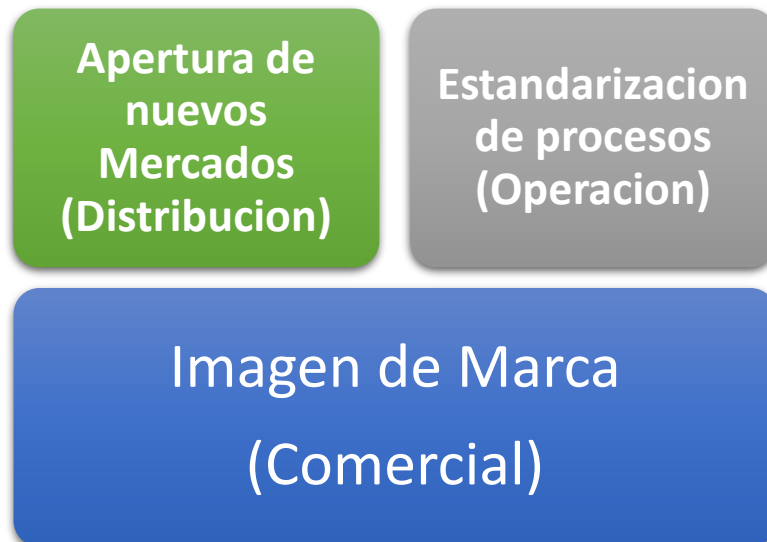 Apertura de
nuevos
Mercados
(Distribucion)
Estandarizacion
de procesos
(Operacion)
Imagen de Marca
(Comercial)